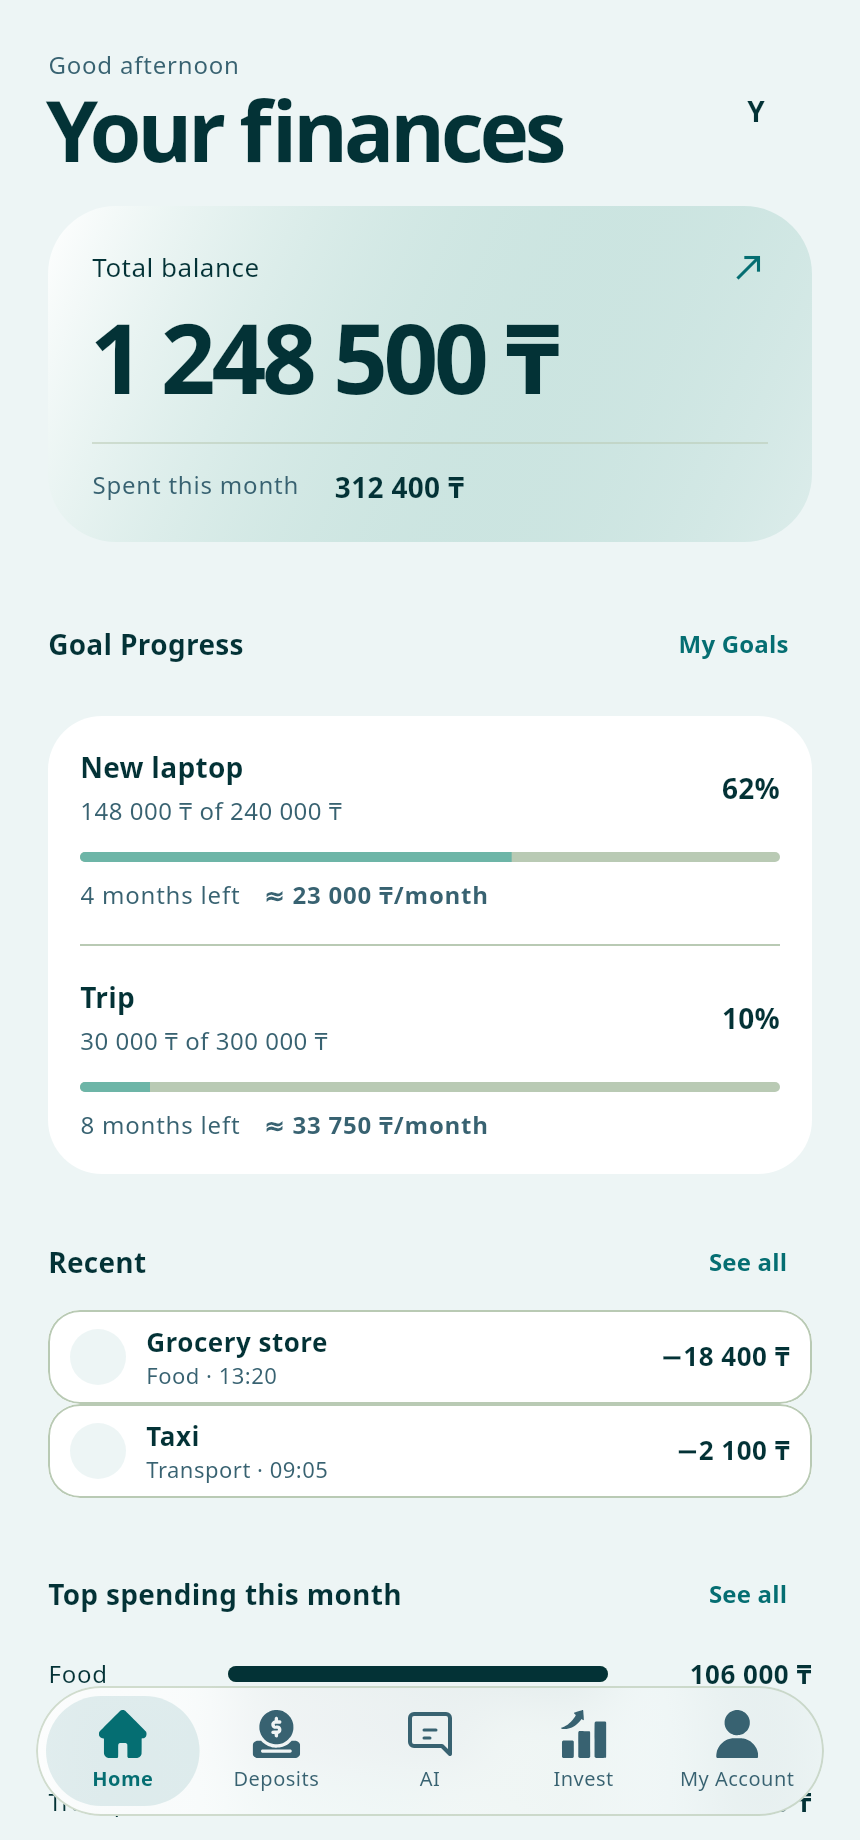 Good afternoon
Your finances
Y
Total balance
1 248 500 ₸
Spent this month 312 400 ₸
Goal Progress My Goals
New laptop
62%
148 000 ₸ of 240 000 ₸
4 months left ≈ 23 000 ₸/month
Trip
10%
30 000 ₸ of 300 000 ₸
8 months left ≈ 33 750 ₸/month
Recent See all
Grocery store
Food · 13:20
−18 400 ₸
Taxi
Transport · 09:05
−2 100 ₸
Top spending this month See all
Food 106 000 ₸
$
Home Deposits AI Invest My Account
₸